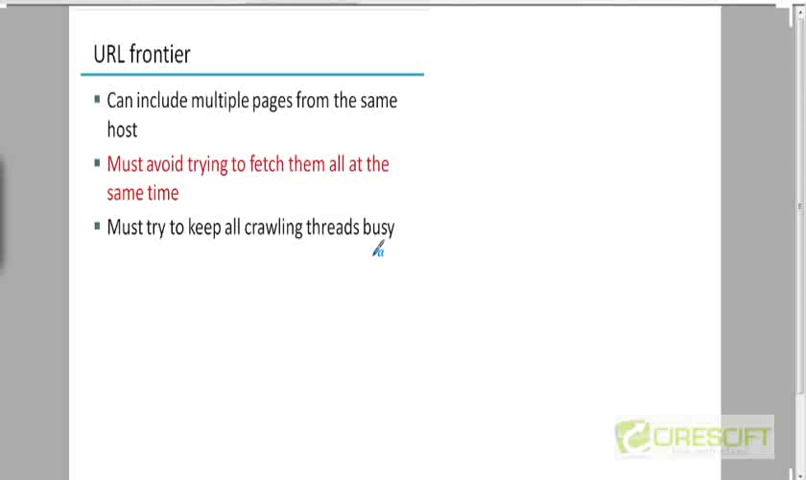 URL frontier
Can include multiple pages from the same
host
Must avoid trying to fetch them all at the
same time
Must try to keep all crawling threads busy